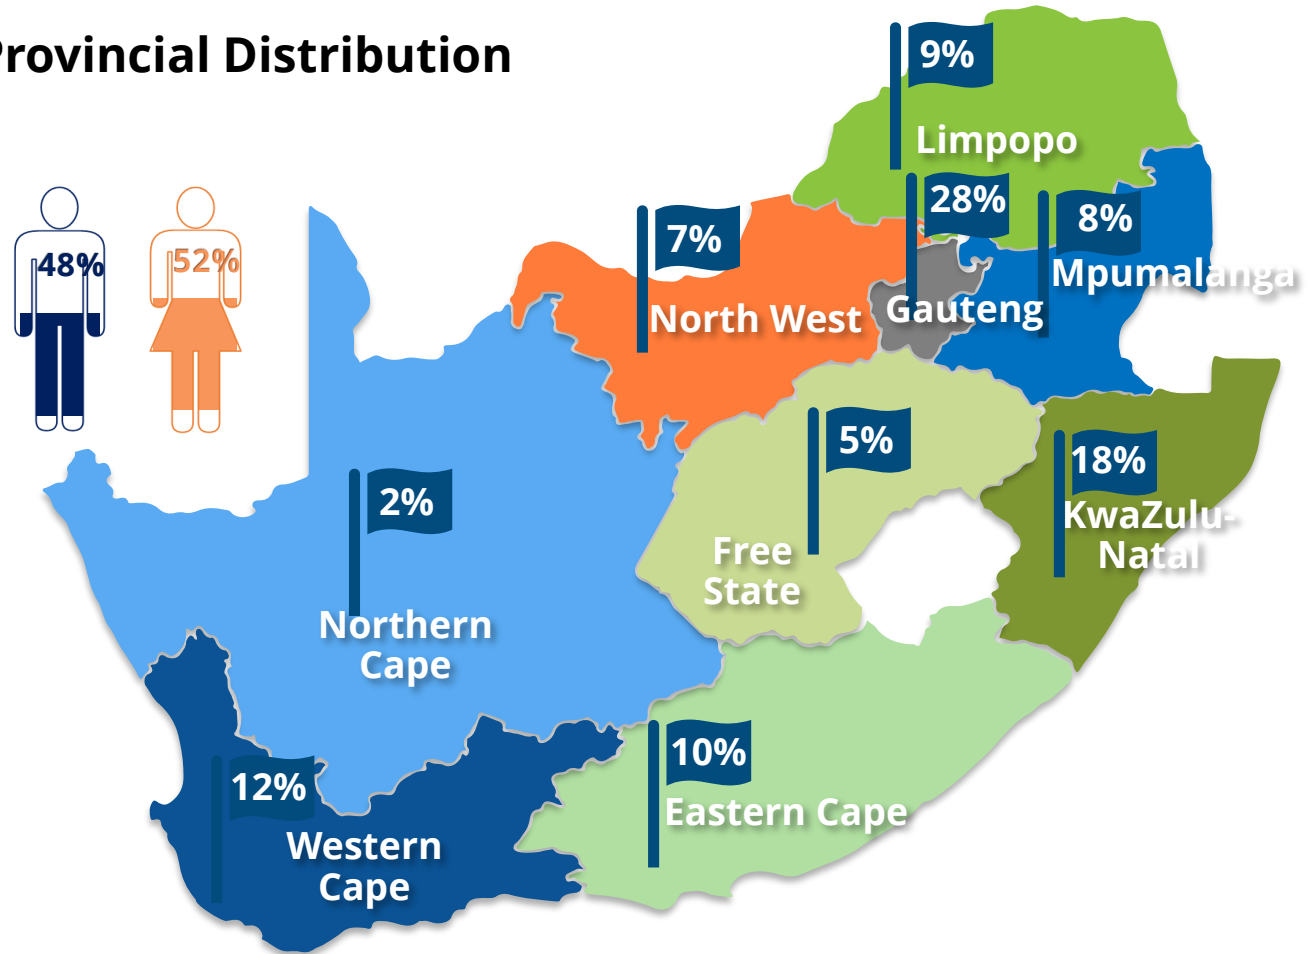 Provincial Distribution
9%
Limpopo
28%
8%
7%
Mpumalanga
48%
52%
North West
Gauteng
5%
18%
2%
KwaZulu-
Natal
Free
State
Northern
Cape
10%
12%
Eastern Cape
Western
Cape